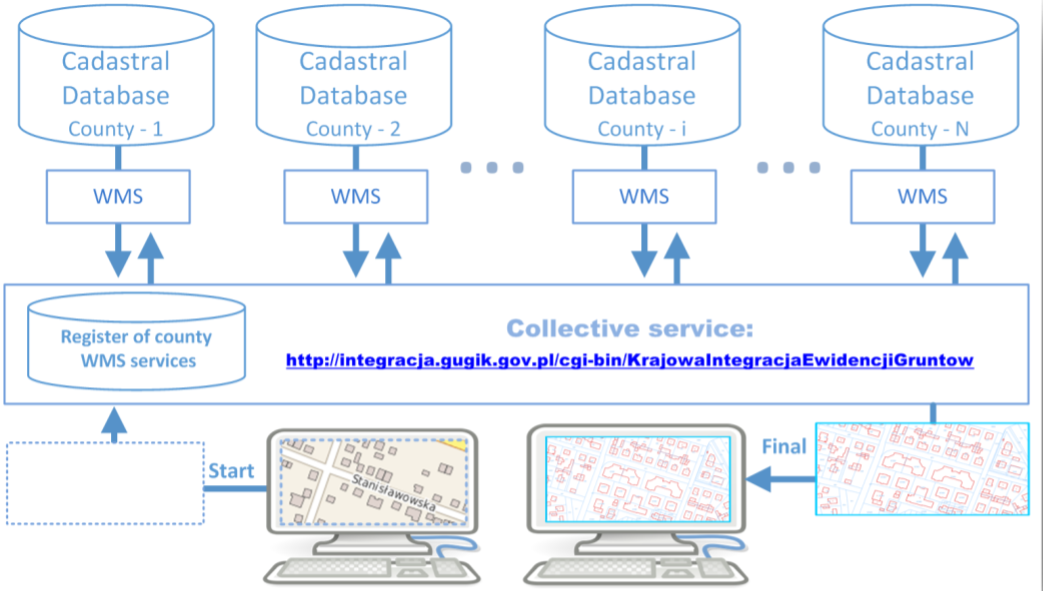 Cadastral
Database
County - 1
Cadastral
Database
County - 2
Cadastral
Database
County - i
Cadastral
Database
County - N
WMS
WMS
WMS
WMS
Register of county
WMS services
Collective service:
http://integracja.gugik.gov.pl/cgi-bin/KrajowaIntegracjaEwidencjiGruntow
Start
Stanisławowska
Final